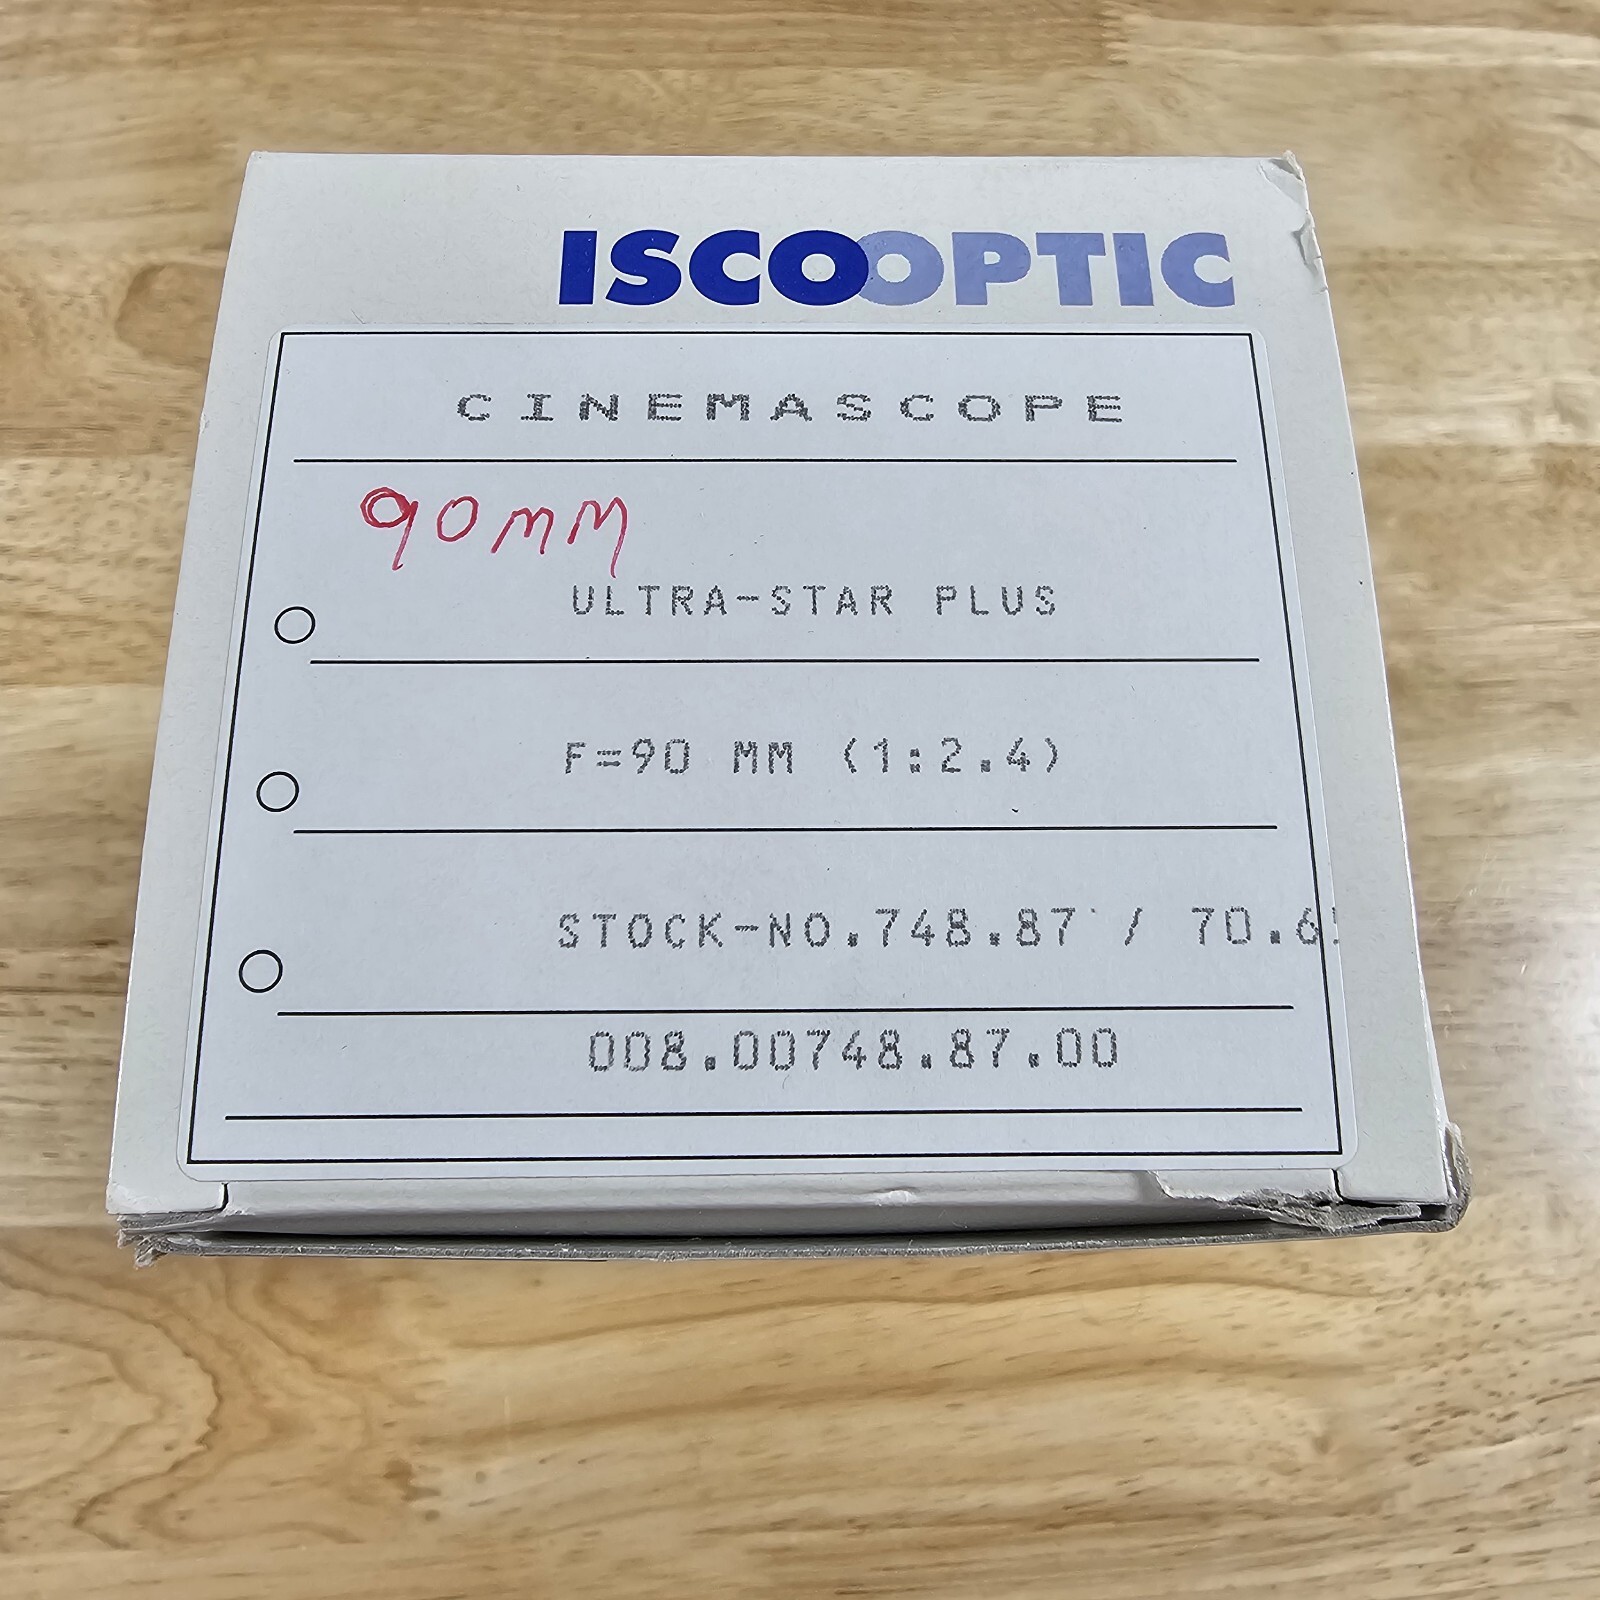 ISCOOPTIC
CINEMASCOPE
90MM
ULTRA-STAR PLUS
F=90 MM (1:2.4)
STOCK-NO.748.87 / 70.6
008.00748.87.00